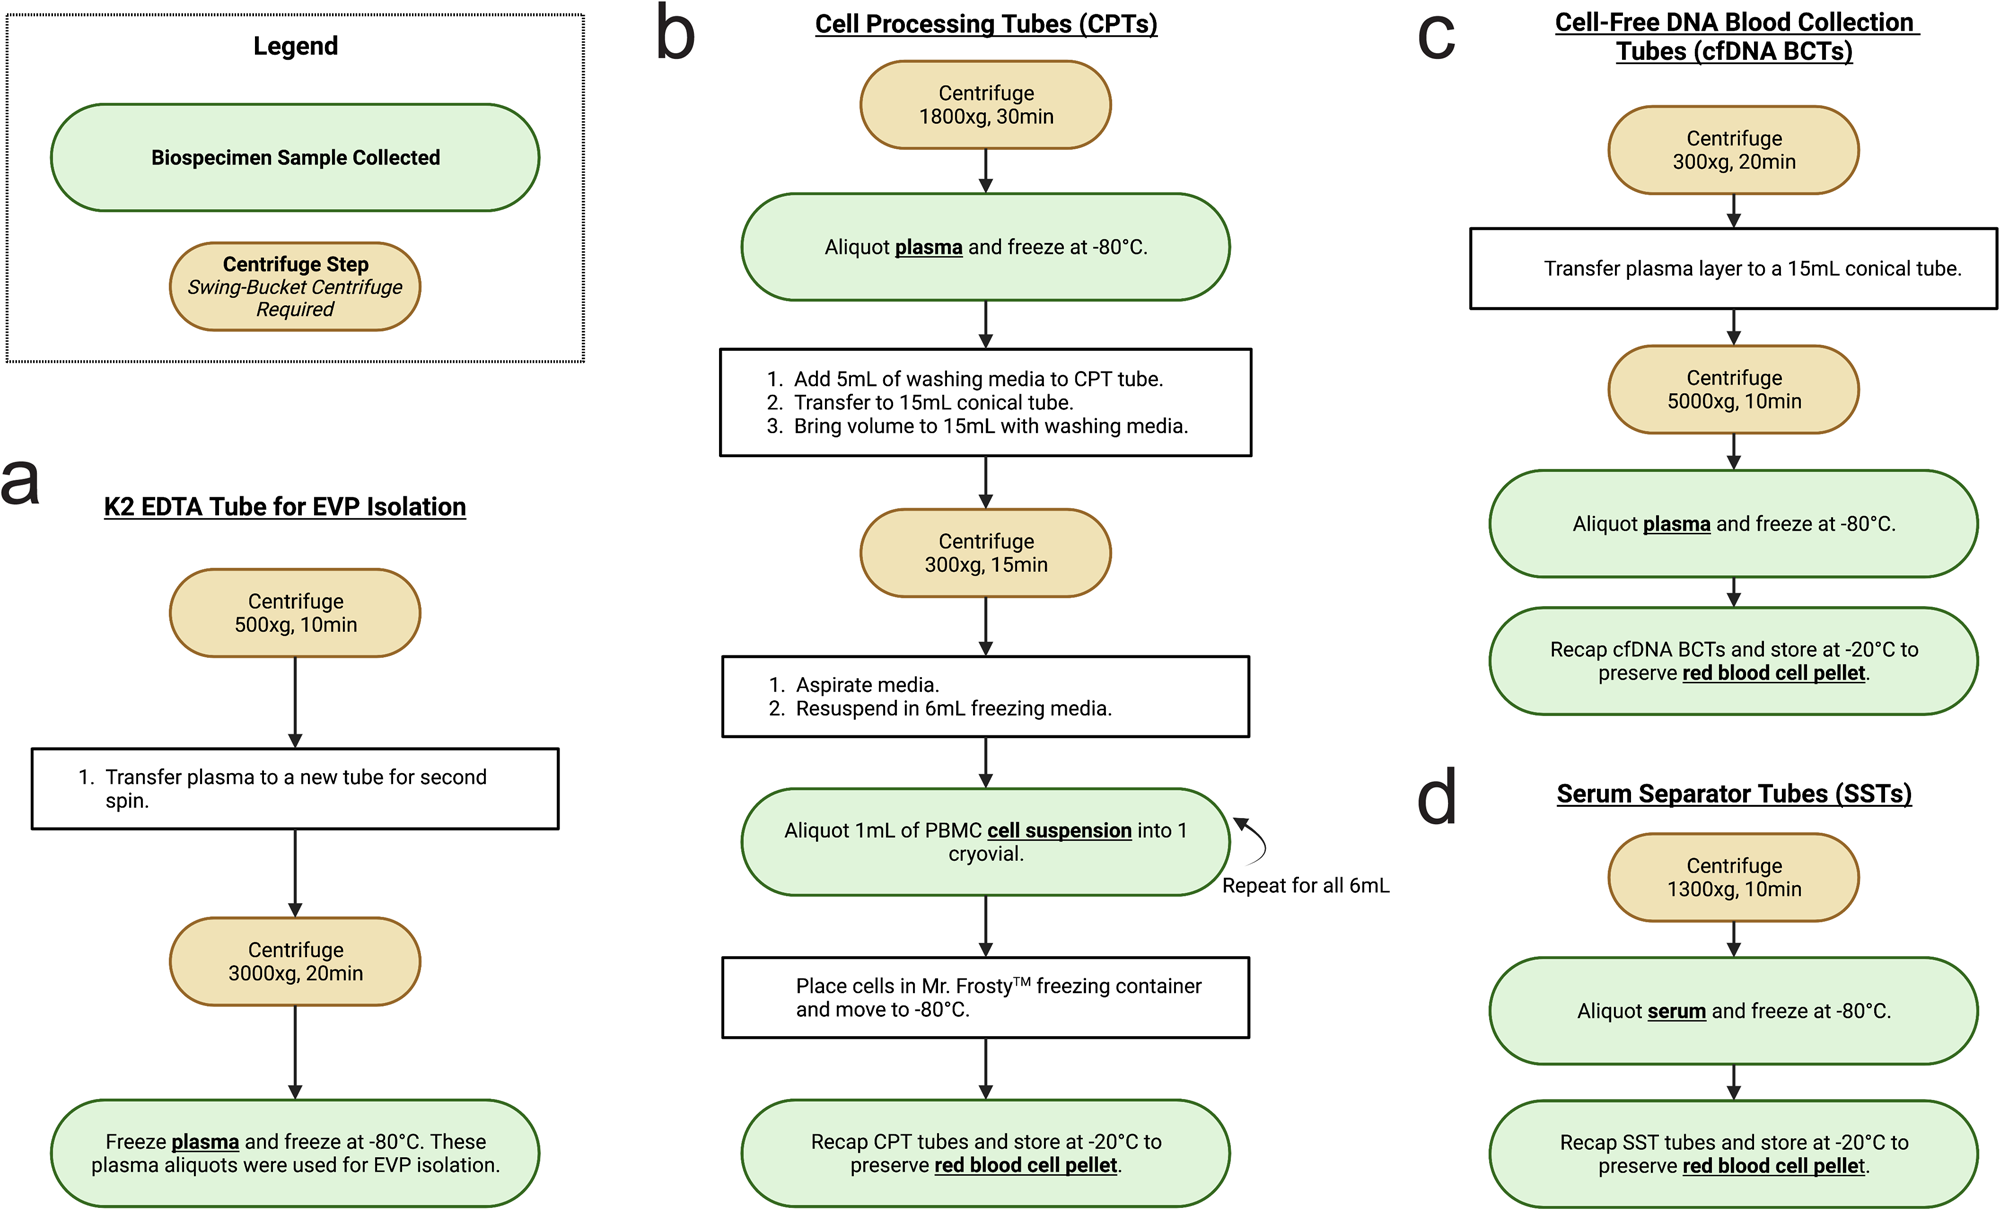 Legend
Biospecimen Sample Collected
Centrifuge Step
Swing-Bucket Centrifuge
Required
a
K2 EDTA Tube for EVP Isolation
Centrifuge
500xg, 10min
1. Transfer plasma to a new tube for second
spin.
Centrifuge
3000xg, 20min
Freeze plasma and freeze at -80°C. These
plasma aliquots were used for EVP isolation.
b
Cell Processing Tubes (CPTs)
Centrifuge
1800xg, 30min
Aliquot plasma and freeze at -80°C.
1. Add 5mL of washing media to CPT tube.
2. Transfer to 15mL conical tube.
3. Bring volume to 15mL with washing media.
Centrifuge
300xg, 15min
1. Aspirate media.
2. Resuspend in 6mL freezing media.
Aliquot 1mL of PBMC cell suspension into 1
cryovial.
Repeat for all 6mL
Place cells in Mr. Frosty™ freezing container
and move to -80°C.
Recap CPT tubes and store at -20°C to
preserve red blood cell pellet.
c
Cell-Free DNA Blood Collection
Tubes (cfDNA BCTs)
Centrifuge
300xg, 20min
Transfer plasma layer to a 15mL conical tube.
Centrifuge
5000xg, 10min
Aliquot plasma and freeze at -80°C.
Recap cfDNA BCTs and store at -20°C to
preserve red blood cell pellet.
d
Serum Separator Tubes (SSTs)
Centrifuge
1300xg, 10min
Aliquot serum and freeze at -80°C.
Recap SST tubes and store at -20°C to
preserve red blood cell pellet.